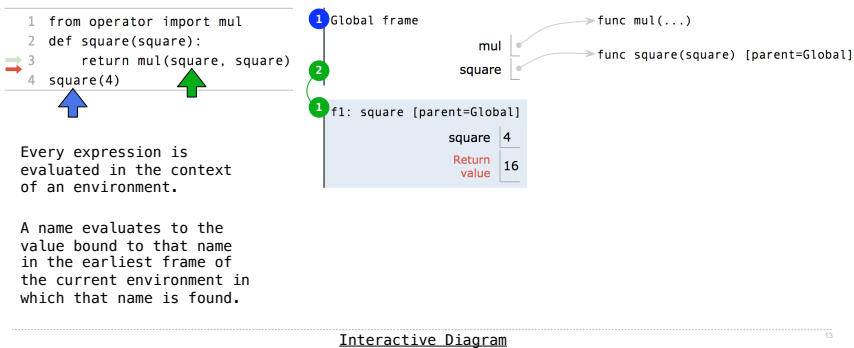 1 from operator import mul
2 def square(square):
3     return mul(square, square)
4 square(4)
Every expression is
evaluated in the context
of an environment.
A name evaluates to the
value bound to that name
in the earliest frame of
the current environment in
which that name is found.
1 Global frame
mul
square
2
func mul(...)
func square(square) [parent=Global]
1 f1: square [parent=Global]
square 4
Return
value 16
Interactive Diagram
13